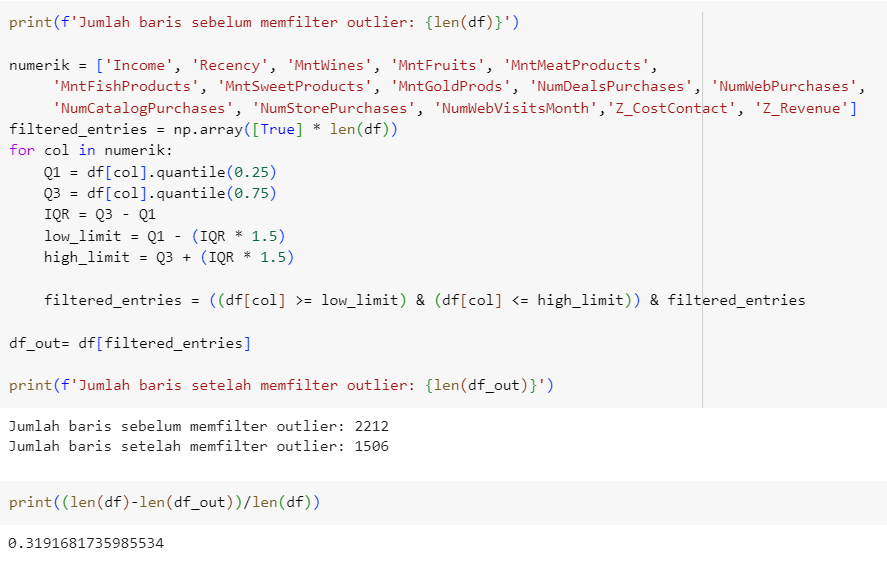 print(f'Jumlah baris sebelum memfilter outlier: {len(df)}')
numerik = ['Income', 'Recency', 'MntWines', 'MntFruits', 'MntMeatProducts',
'MntFishProducts', 'MntSweetProducts', 'MntGoldProds', 'NumDealsPurchases', 'NumWebPurchases',
'NumCatalogPurchases', 'NumStorePurchases', 'NumWebVisitsMonth','Z_CostContact', 'Z_Revenue']
filtered_entries = np.array([True] * len(df))
for col in numerik:
Q1 = df[col].quantile(0.25)
Q3 = df[col].quantile(0.75)
IQR = Q3 - Q1
low_limit = Q1 - (IQR * 1.5)
high_limit = Q3 + (IQR * 1.5)
filtered_entries = ((df[col] >= low_limit) & (df[col] <= high_limit)) & filtered_entries
df_out= df[filtered_entries]
print(f'Jumlah baris setelah memfilter outlier: {len(df_out)}')
Jumlah baris sebelum memfilter outlier: 2212
Jumlah baris setelah memfilter outlier: 1506
print((len(df)-len(df_out))/len(df))
0.3191681735985534